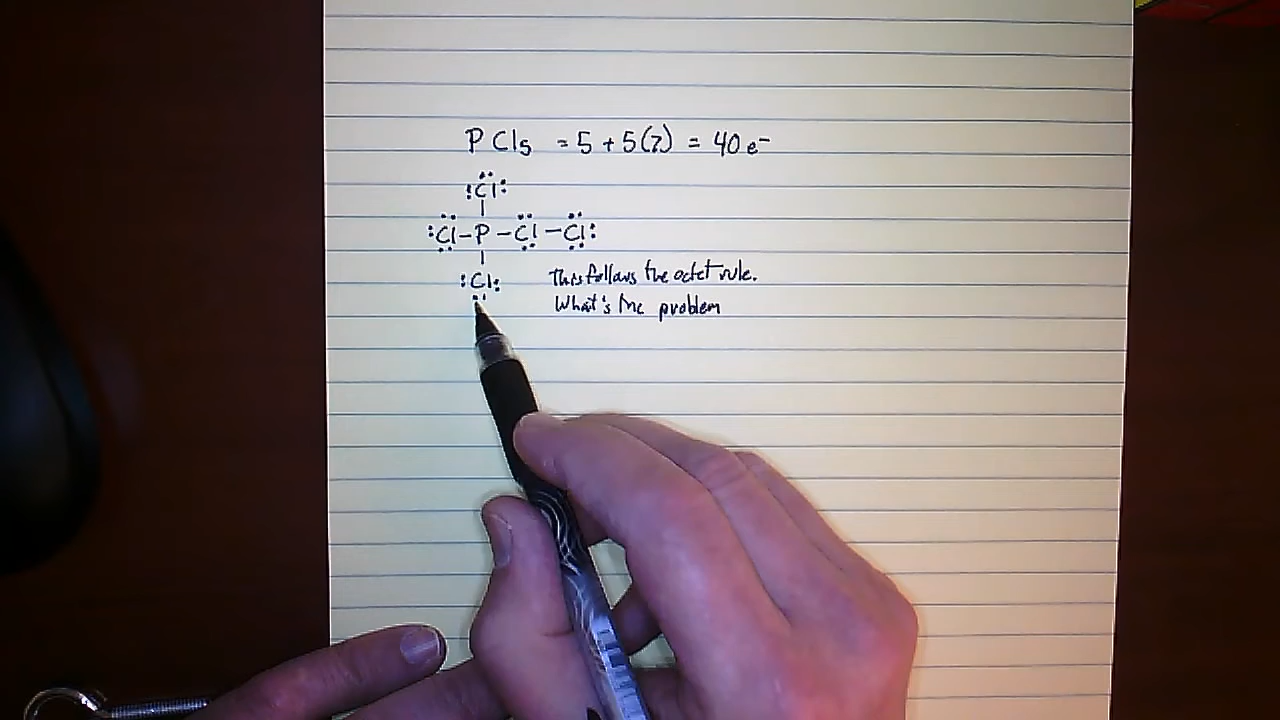 PCl5 = 5 + 5(7) = 40 e-
:Cl:
:Cl-P-Cl-Cl:
:Cl:
This follows the octet rule.
What's the problem